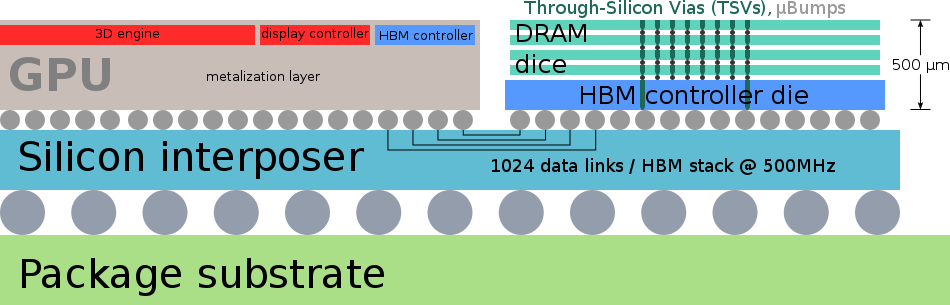 Through-Silicon Vias (TSVs), µBumps
3D engine
display controller
HBM controller
GPU
metalization layer
DRAM
dice
HBM controller die
500 µm
Silicon interposer
1024 data links / HBM stack @ 500MHz
Package substrate